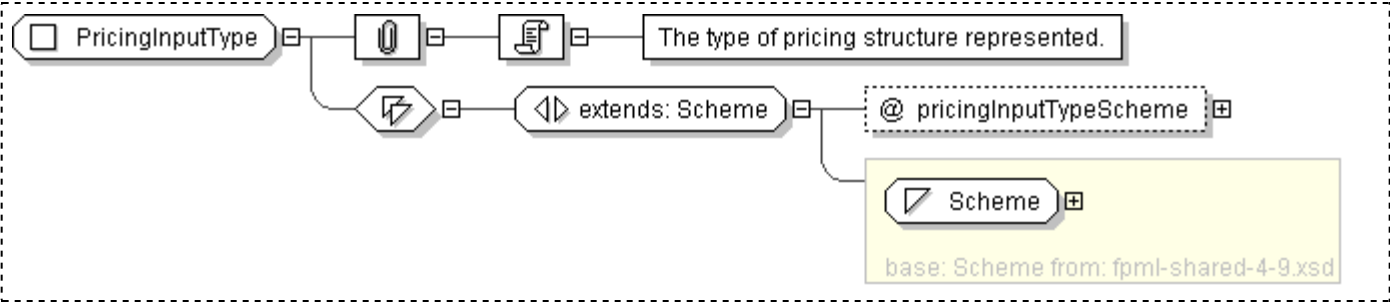 PricingInputType
The type of pricing structure represented.
extends: Scheme
@ pricingInputTypeScheme
Scheme
base: Scheme from: fpml-shared-4-9.xsd